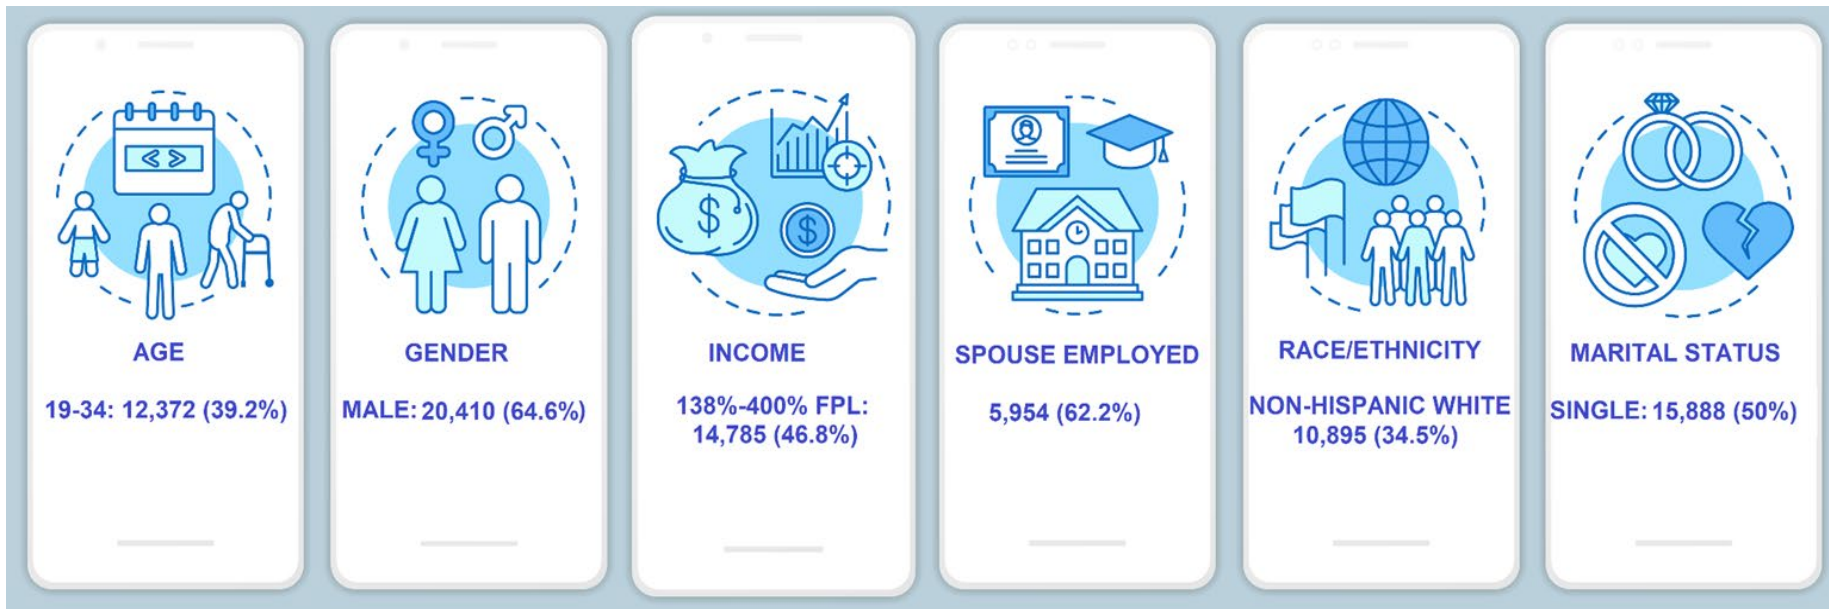 AGE
19-34: 12,372 (39.2%)
GENDER
MALE: 20,410 (64.6%)
INCOME
138%-400% FPL:
14,785 (46.8%)
SPOUSE EMPLOYED
5,954 (62.2%)
RACE/ETHNICITY
NON-HISPANIC WHITE
10,895 (34.5%)
MARITAL STATUS
SINGLE: 15,888 (50%)